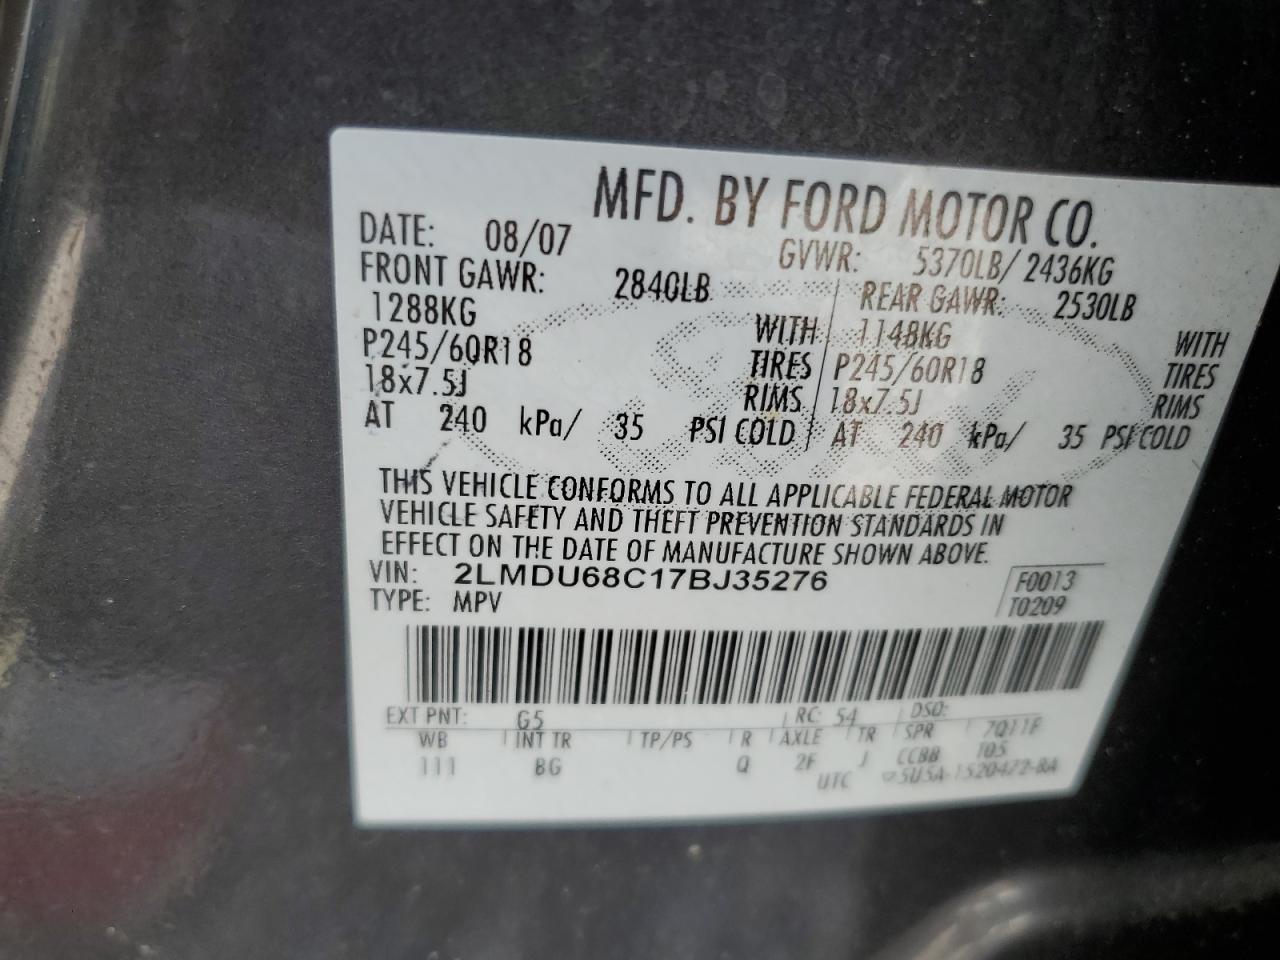 MFD. BY FORD MOTOR CO.
DATE: 08/07 GVWR: 5370LB/ 2436KG
FRONT GAWR: 2840LB REAR GAWR: 2530LB
1288KG WITH 1148KG WITH
P245/60R18 TIRES P245/60R18 TIRES
18x7.5J RIMS 18x7.5J RIMS
AT 240 kPa/ 35 PSI COLD AT 240 kPa/ 35 PSI COLD
THIS VEHICLE CONFORMS TO ALL APPLICABLE FEDERAL MOTOR
VEHICLE SAFETY AND THEFT PREVENTION STANDARDS IN
EFFECT ON THE DATE OF MANUFACTURE SHOWN ABOVE.
VIN: 2LMDU68C17BJ35276 F0013
TYPE: MPV T0209
EXT PNT: G5 RC: 54 DSO:
WB INT TR TP/PS R AXLE TR SPR 7Q11F
111 BG Q 2F J CCBB T05
UTC